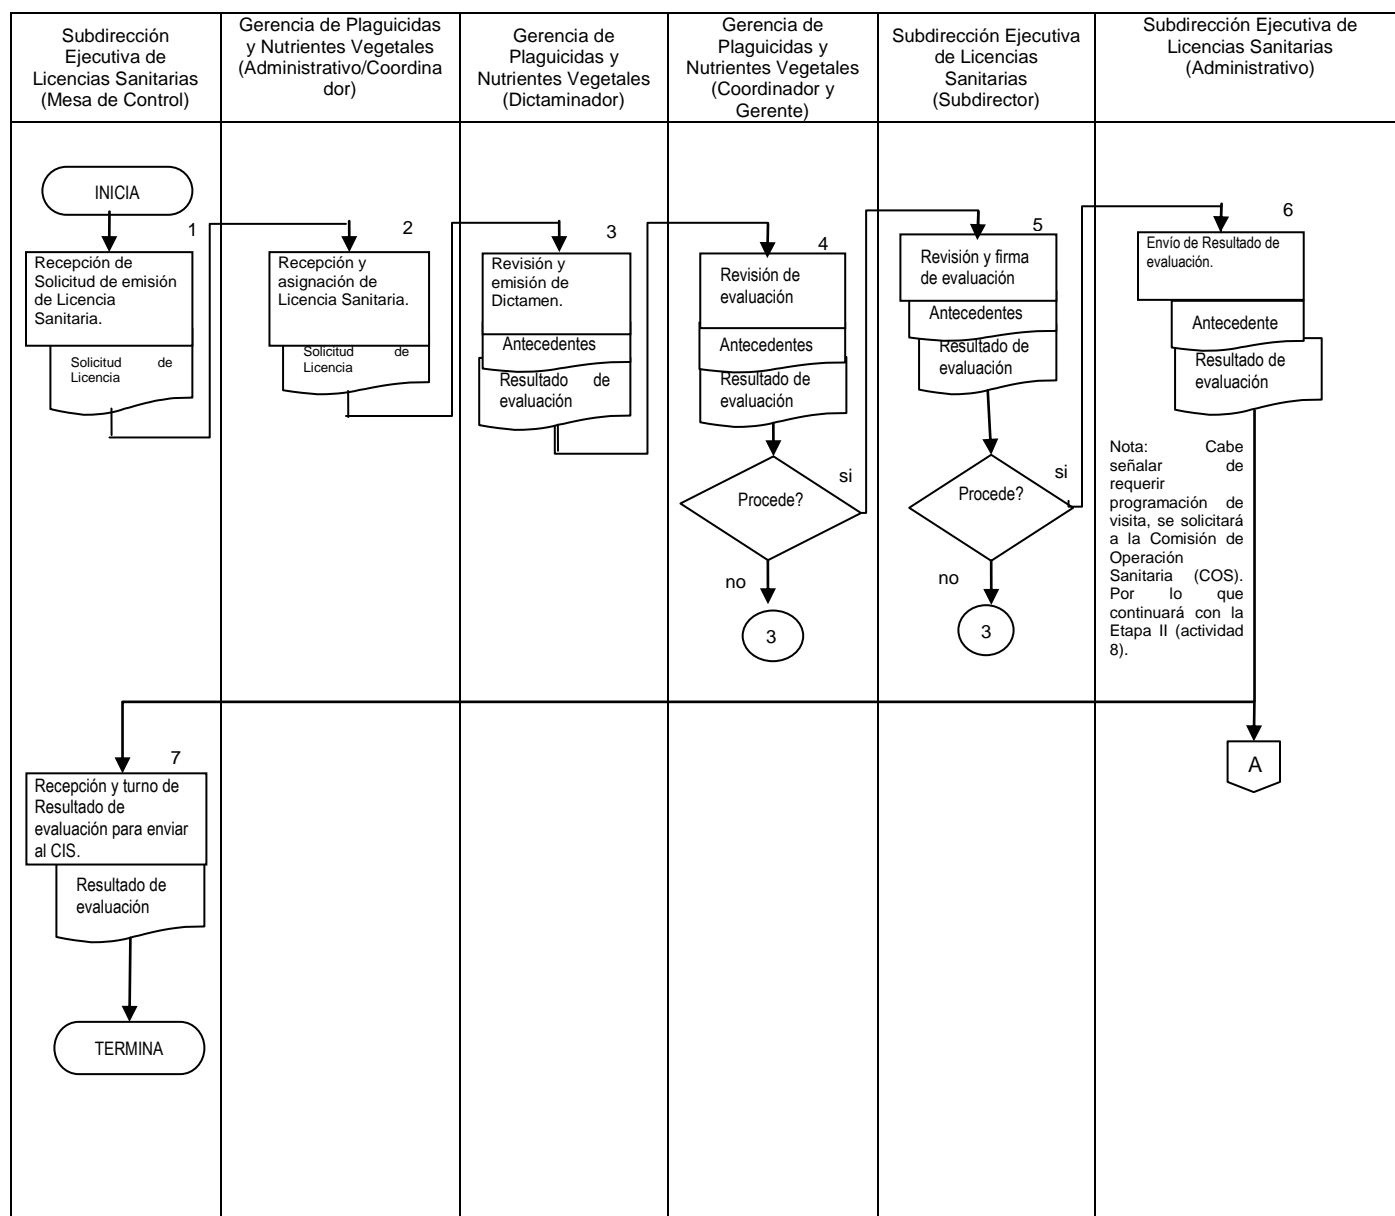 Subdirección
Ejecutiva de
Licencias Sanitarias
(Mesa de Control)
Gerencia de Plaguicidas
y Nutrientes Vegetales
(Administrativo/Coordina
dor)
Gerencia de
Plaguicidas y
Nutrientes Vegetales
(Dictaminador)
Gerencia de
Plaguicidas y
Nutrientes Vegetales
(Coordinador y
Gerente)
Subdirección Ejecutiva
de Licencias
Sanitarias
(Subdirector)
Subdirección Ejecutiva de
Licencias Sanitarias
(Administrativo)
INICIA
1
Recepción de
Solicitud de emisión
de Licencia
Sanitaria.
Solicitud de
Licencia
2
Recepción y
asignación de
Licencia Sanitaria.
Solicitud de
Licencia
3
Revisión y
emisión de
Dictamen.
Antecedentes
Resultado de
evaluación
4
Revisión de
evaluación
Antecedentes
Resultado de
evaluación
Procede?
si
no
3
5
Revisión y firma
de evaluación
Antecedentes
Resultado de
evaluación
Procede?
si
no
3
6
Envío de Resultado de
evaluación.
Antecedente
Resultado de
evaluación
Nota: Cabe
señalar de
requerir
programación de
visita, se solicitará
a la Comisión de
Operación
Sanitaria (COS).
Por lo que
continuará con la
Etapa II (actividad
8).
A
7
Recepción y turno de
Resultado de
evaluación para enviar
al CIS.
Resultado de
evaluación
TERMINA